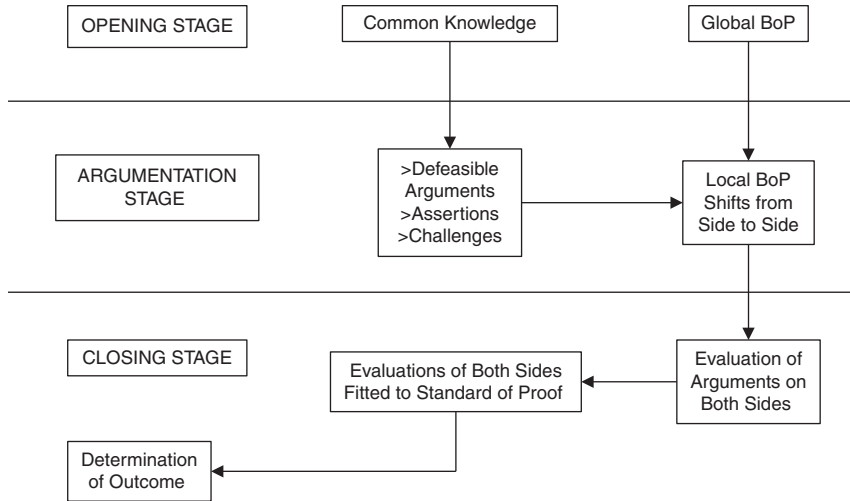 OPENING STAGE
Common Knowledge
Global BoP
ARGUMENTATION
STAGE
>Defeasible
Arguments
>Assertions
>Challenges
Local BoP
Shifts from
Side to Side
CLOSING STAGE
Evaluations of Both Sides
Fitted to Standard of Proof
Evaluation of
Arguments on
Both Sides
Determination
of Outcome